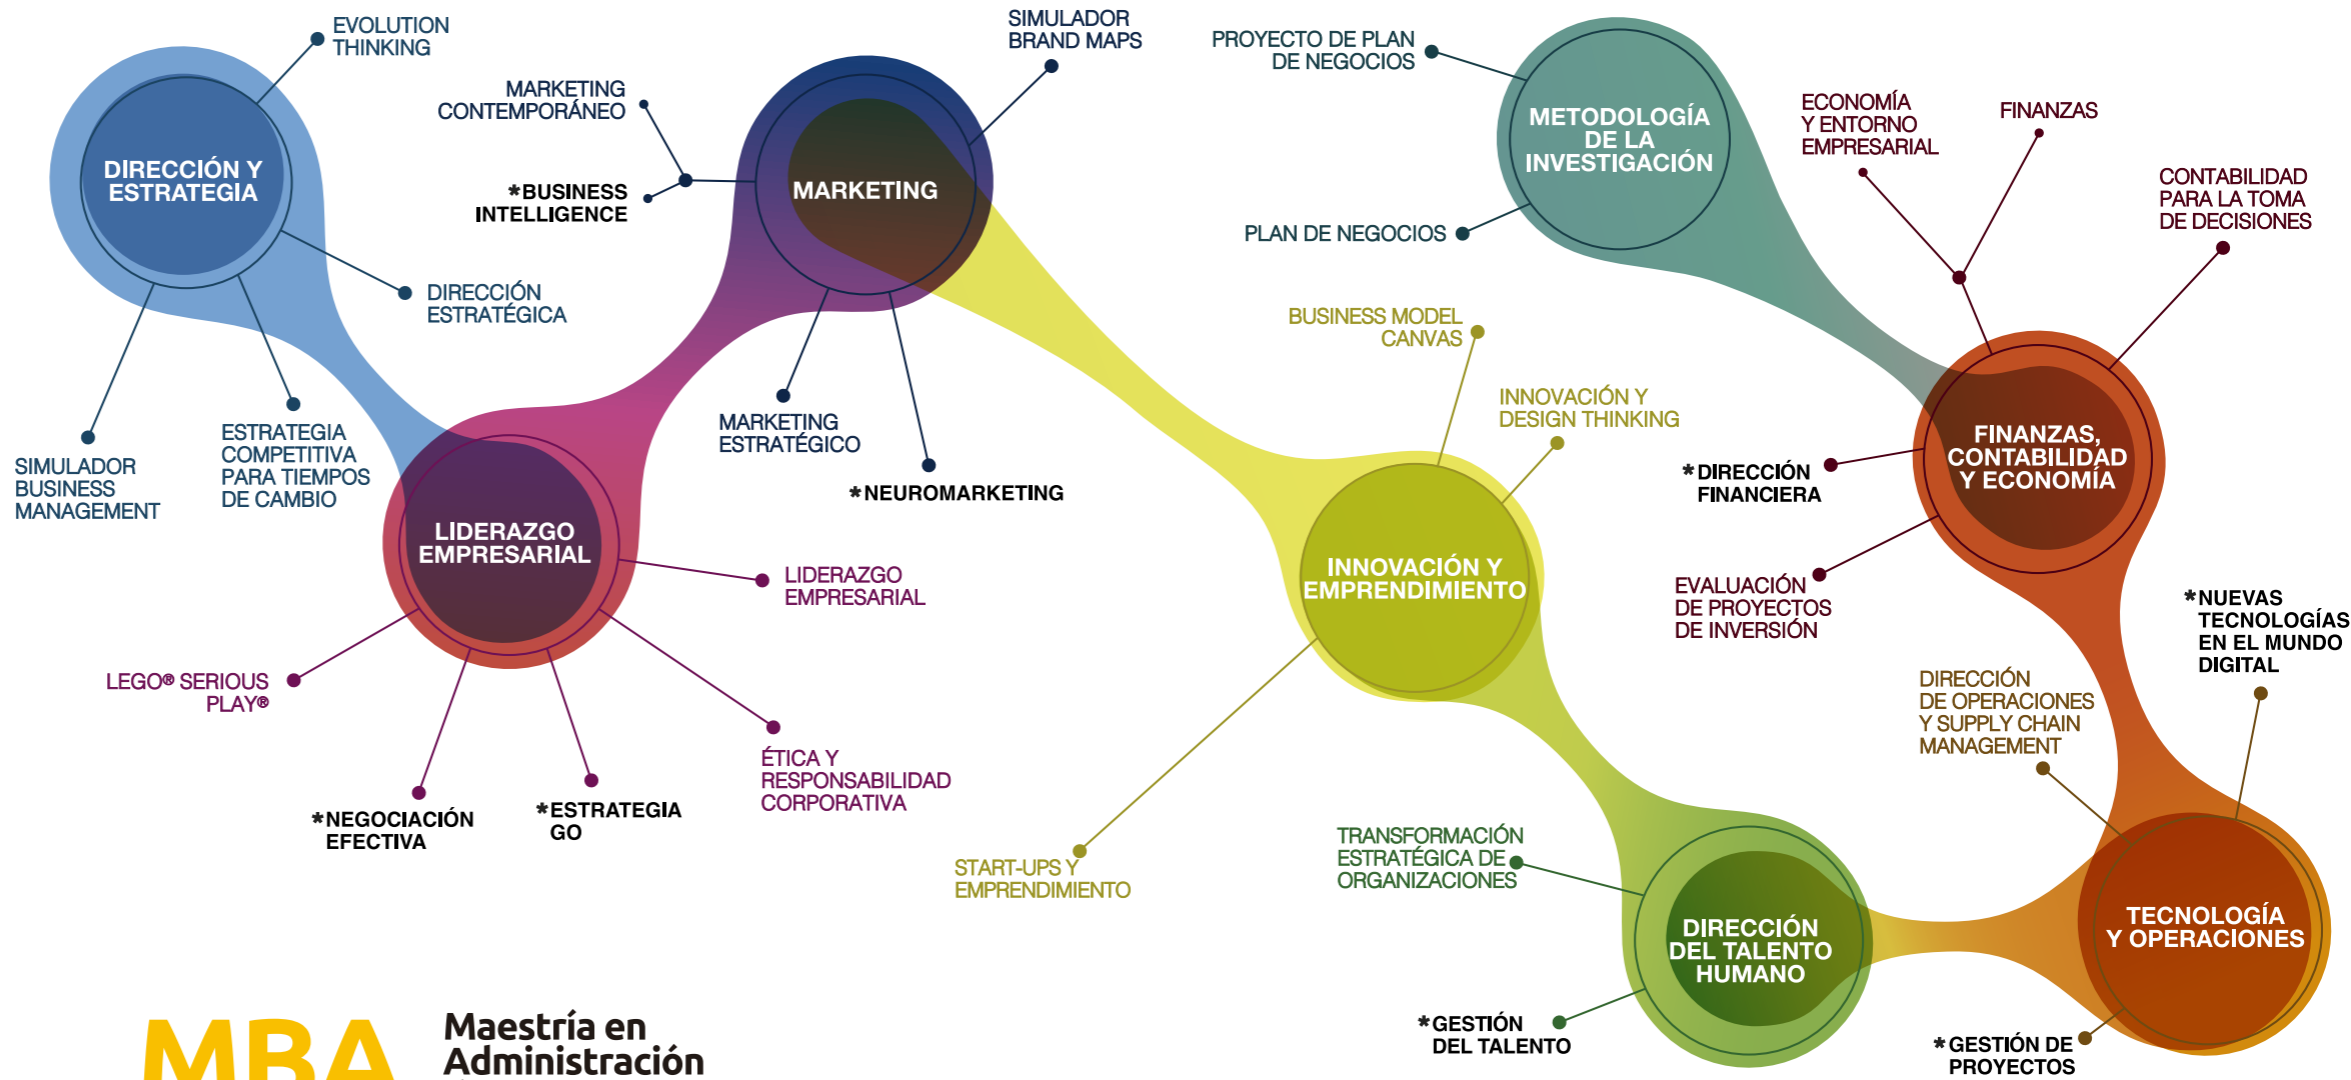 EVOLUTION
THINKING
DIRECCIÓN Y
ESTRATEGIA
DIRECCIÓN
ESTRATÉGICA
ESTRATEGIA
COMPETITIVA
PARA TIEMPOS
DE CAMBIO
SIMULADOR
BUSINESS
MANAGEMENT
LIDERAZGO
EMPRESARIAL
LIDERAZGO
EMPRESARIAL
LEGO® SERIOUS
PLAY®
*NEGOCIACIÓN
EFECTIVA
*ESTRATEGIA
GO
ÉTICA Y
RESPONSABILIDAD
CORPORATIVA
SIMULADOR
BRAND MAPS
MARKETING
CONTEMPORÁNEO
*BUSINESS
INTELLIGENCE
MARKETING
MARKETING
ESTRATÉGICO
*NEUROMARKETING
BUSINESS MODEL
CANVAS
INNOVACIÓN Y
DESIGN THINKING
INNOVACIÓN Y
EMPRENDIMIENTO
START-UPS Y
EMPRENDIMIENTO
PROYECTO DE PLAN
DE NEGOCIOS
METODOLOGÍA
DE LA
INVESTIGACIÓN
PLAN DE NEGOCIOS
ECONOMÍA
Y ENTORNO
EMPRESARIAL
FINANZAS
CONTABILIDAD
PARA LA TOMA
DE DECISIONES
FINANZAS,
CONTABILIDAD
Y ECONOMÍA
*DIRECCIÓN
FINANCIERA
EVALUACIÓN
DE PROYECTOS
DE INVERSIÓN
*NUEVAS
TECNOLOGÍAS
EN EL MUNDO
DIGITAL
DIRECCIÓN
DE OPERACIONES
Y SUPPLY CHAIN
MANAGEMENT
TECNOLOGÍA
Y OPERACIONES
*GESTIÓN DE
PROYECTOS
TRANSFORMACIÓN
ESTRATÉGICA DE
ORGANIZACIONES
DIRECCIÓN
DEL TALENTO
HUMANO
*GESTIÓN
DEL TALENTO
MBA
Maestría en
Administración